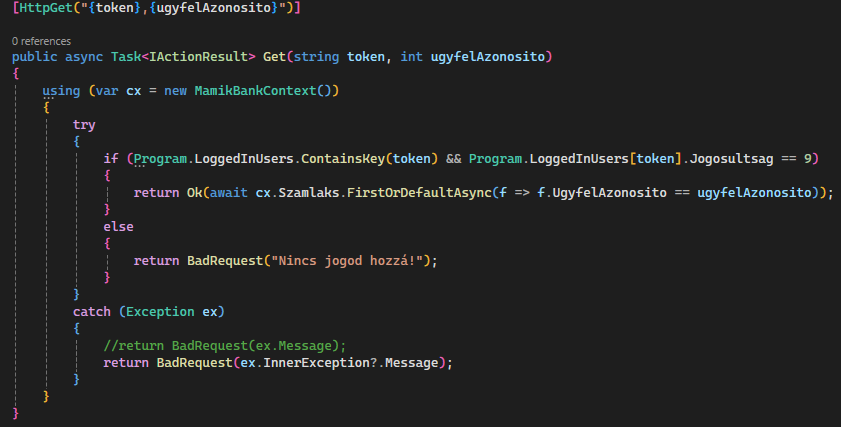 [HttpGet("{token},{ugyfelAzonosito}")]
0 references
public async Task<IActionResult> Get(string token, int ugyfelAzonosito)
{
using (var cx = new MamikBankContext())
{
try
{
if (Program.LoggedInUsers.ContainsKey(token) && Program.LoggedInUsers[token].Jogosultsag == 9)
{
return Ok(await cx.Szamlaks.FirstOrDefaultAsync(f => f.UgyfelAzonosito == ugyfelAzonosito));
}
else
{
return BadRequest("Nincs jogod hozzá!");
}
}
catch (Exception ex)
{
//return BadRequest(ex.Message);
return BadRequest(ex.InnerException?.Message);
}
}
}